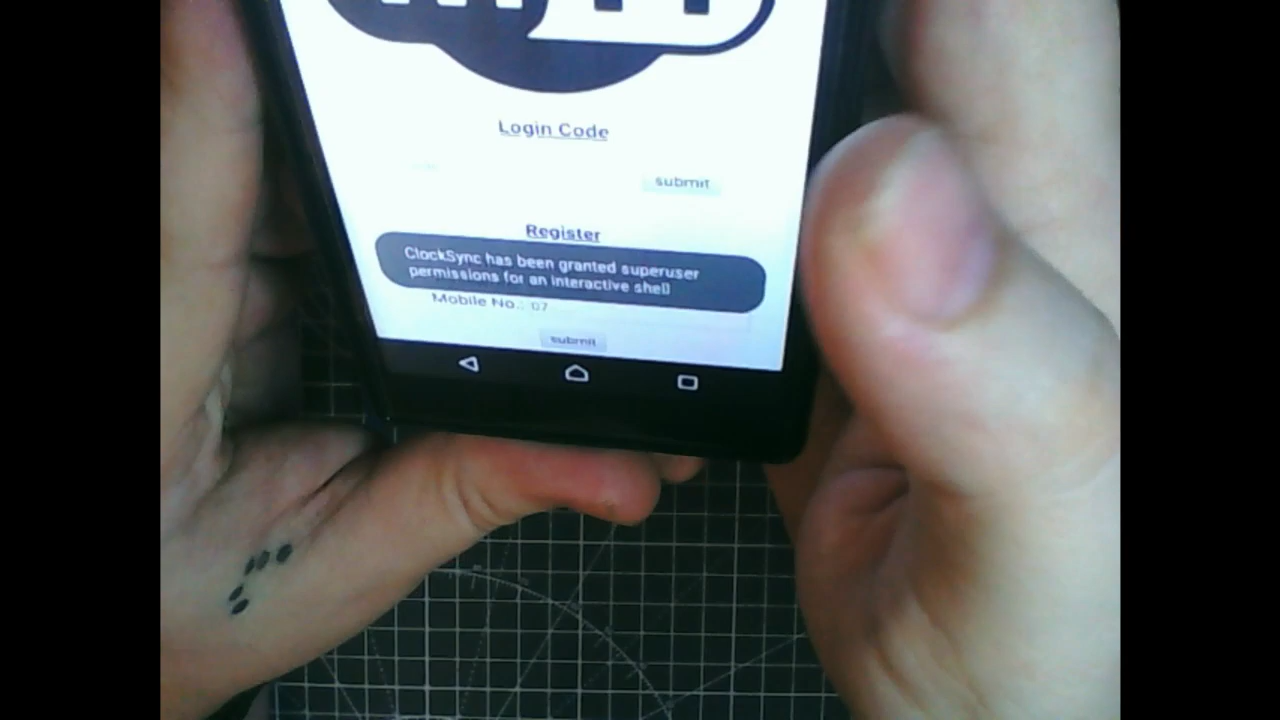 Login Code
submit
Register
ClockSync has been granted superuser
permissions for an interactive shell
Mobile No.: 07
submit